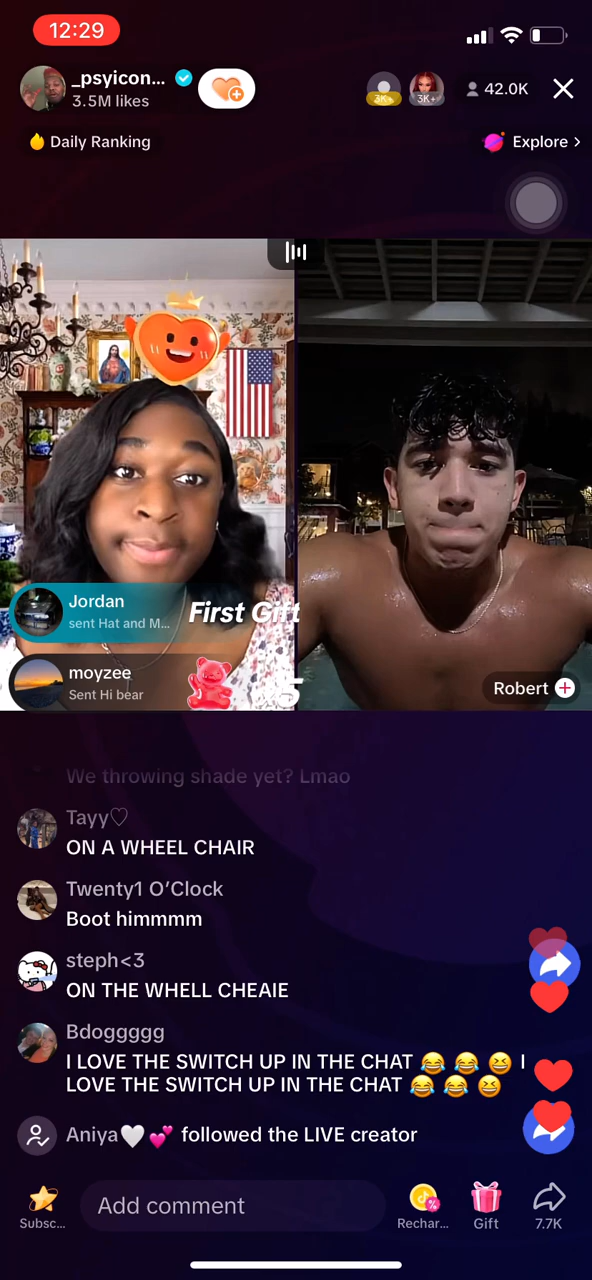 12:29
_psyicon...
3.5M likes
3K+
3K+
42.0K
Daily Ranking
Explore >
Jordan
sent Hat and M...
First Gift
moyzee
Sent Hi bear
Robert
We throwing shade yet? Lmao
Tayy♡
ON A WHEEL CHAIR
Twenty1 O'Clock
Boot himmmm
steph<3
ON THE WHELL CHEAIE
Bdoggggg
I LOVE THE SWITCH UP IN THE CHAT 😂 😂 😆 I
LOVE THE SWITCH UP IN THE CHAT 😂 😂 😆
Aniya🤍💕 followed the LIVE creator
Add comment
Subsc...
Rechar...
Gift
7.7K